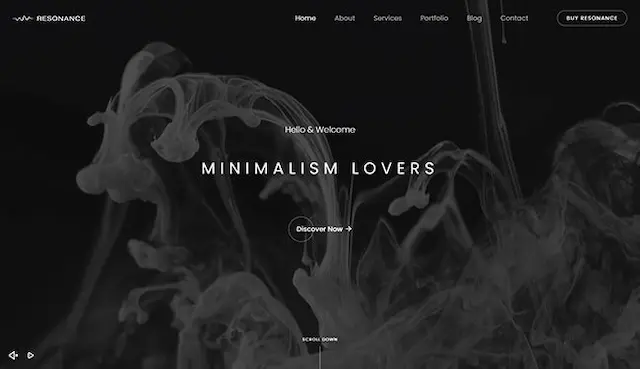 RESONANCE
Home About Services Portfolio Blog Contact
BUY RESONANCE
Hello & Welcome
MINIMALISM LOVERS
Discover Now →
SCROLL DOWN